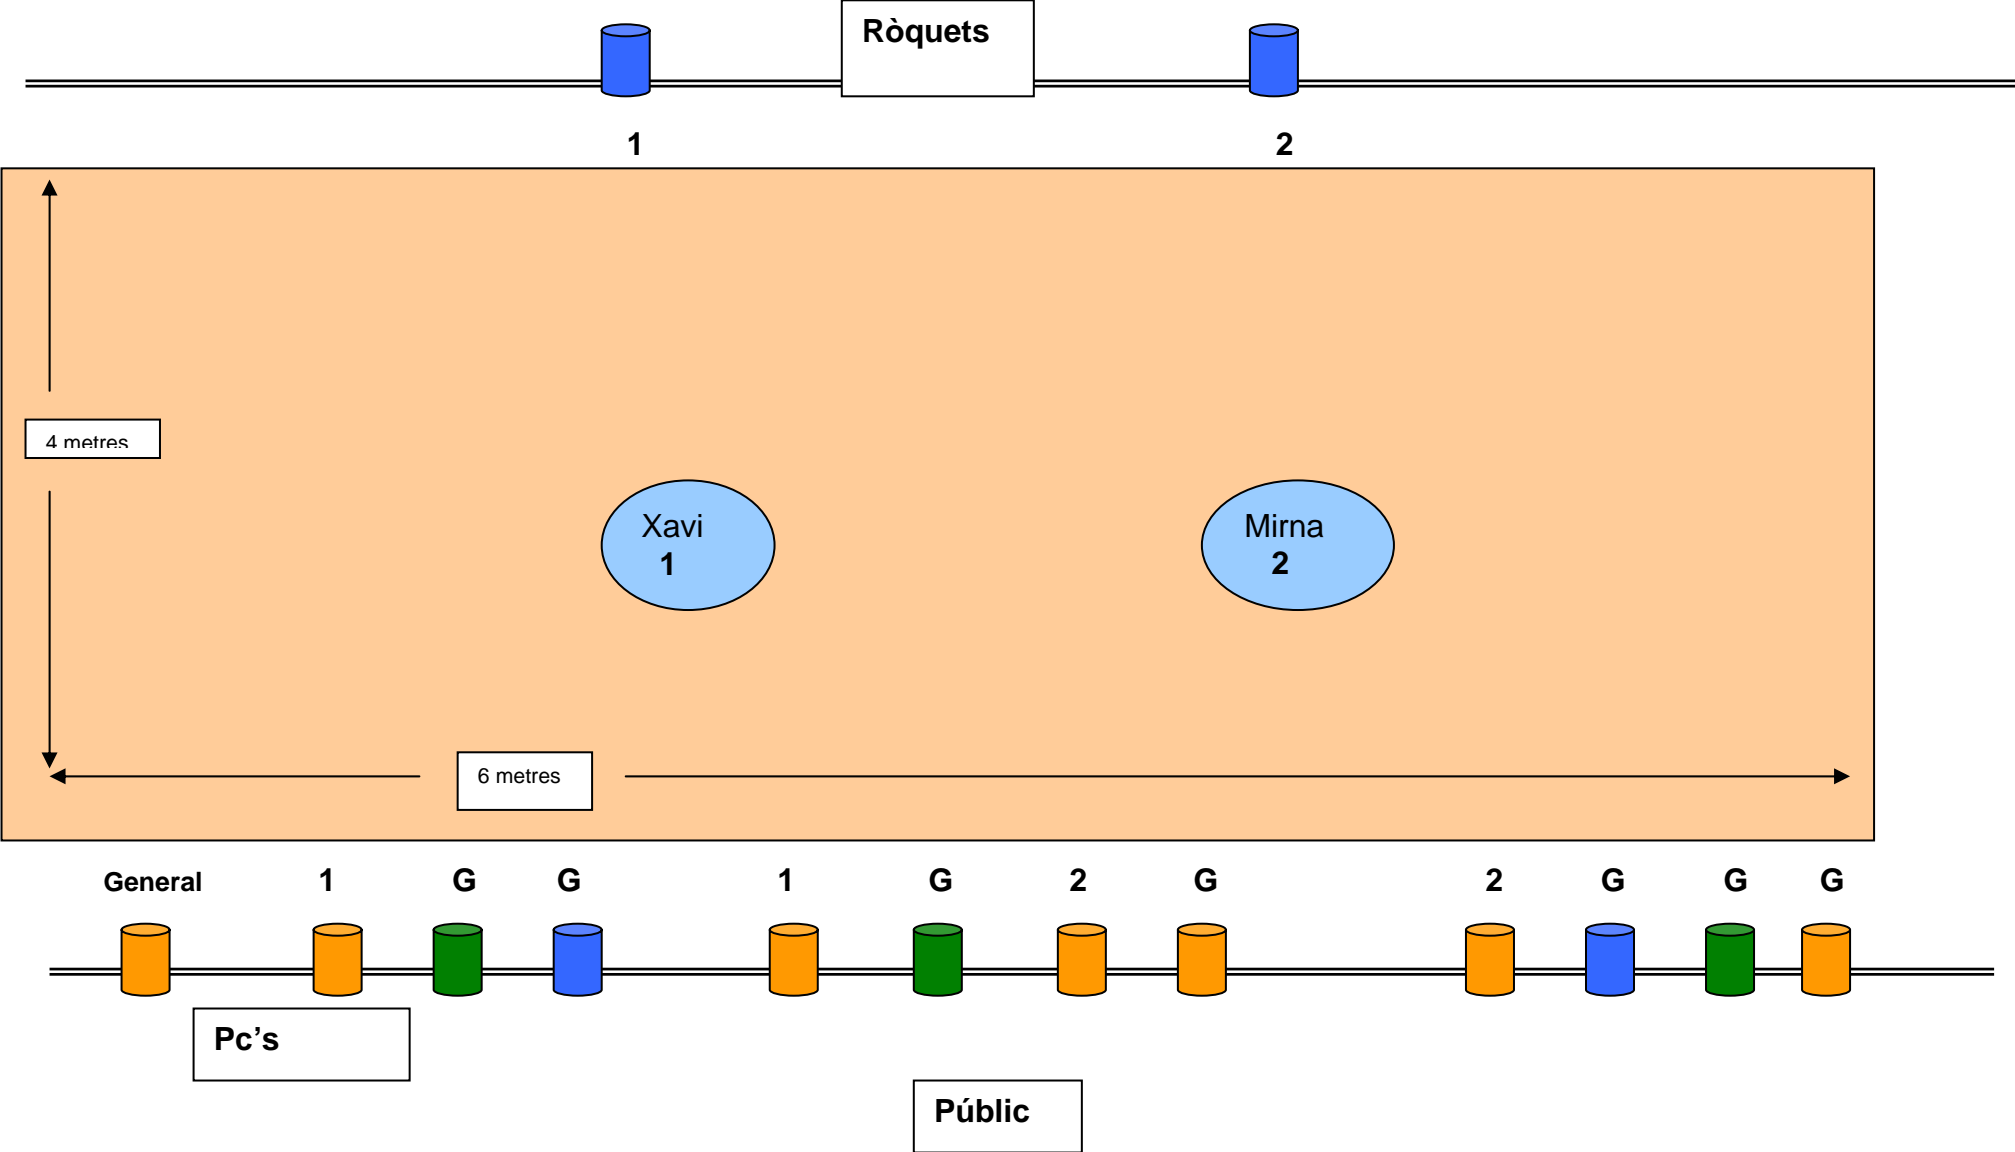 Ròquets
1 2
4 metres
Xavi Mirna
1 2
6 metres
General 1 G G 1 G 2 G 2 G G G
Pc’s
Públic